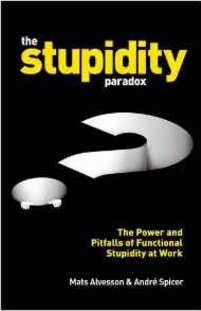 the
stupidity
paradox
The Power and
Pitfalls of Functional
Stupidity at Work
Mats Alvesson & André Spicer